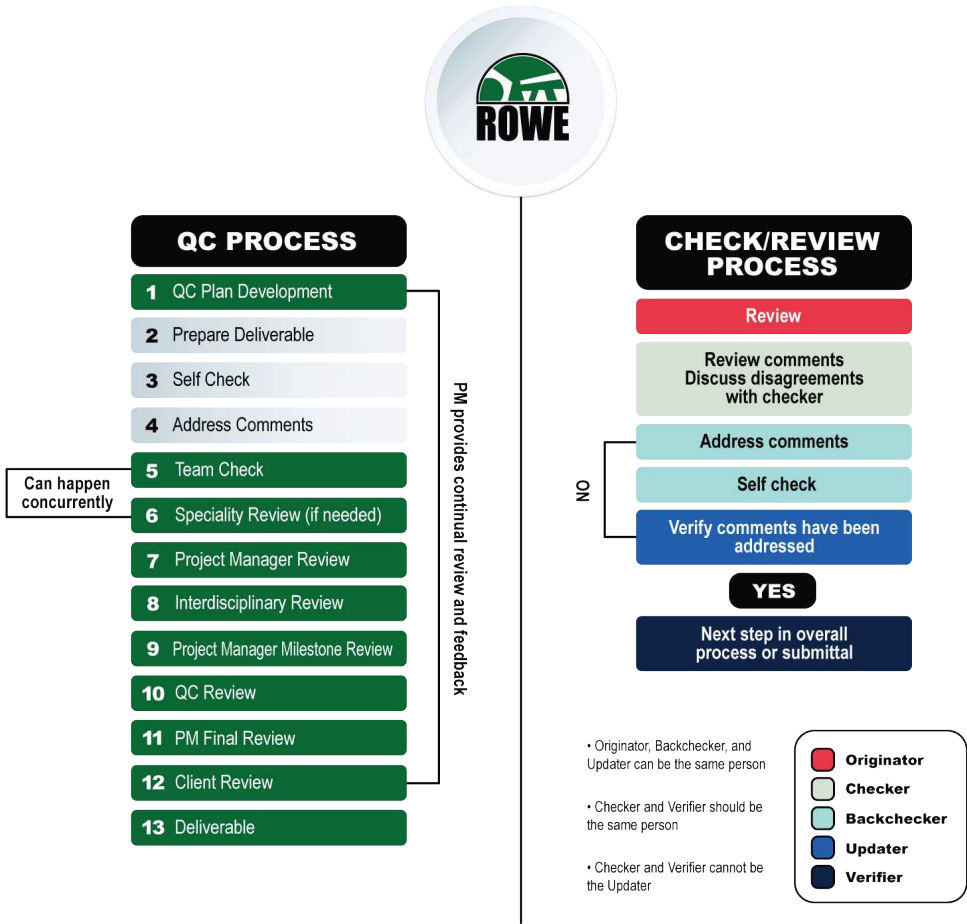 ROWE
QC PROCESS
1 QC Plan Development
2 Prepare Deliverable
3 Self Check
4 Address Comments
5 Team Check
6 Speciality Review (if needed)
7 Project Manager Review
8 Interdisciplinary Review
9 Project Manager Milestone Review
10 QC Review
11 PM Final Review
12 Client Review
13 Deliverable
Can happen
concurrently
PM provides continual review and feedback
CHECK/REVIEW
PROCESS
Review
Review comments
Discuss disagreements
with checker
Address comments
Self check
Verify comments have been
addressed
NO
YES
Next step in overall
process or submittal
• Originator, Backchecker, and
Updater can be the same person
• Checker and Verifier should be
the same person
• Checker and Verifier cannot be
the Updater
Originator
Checker
Backchecker
Updater
Verifier